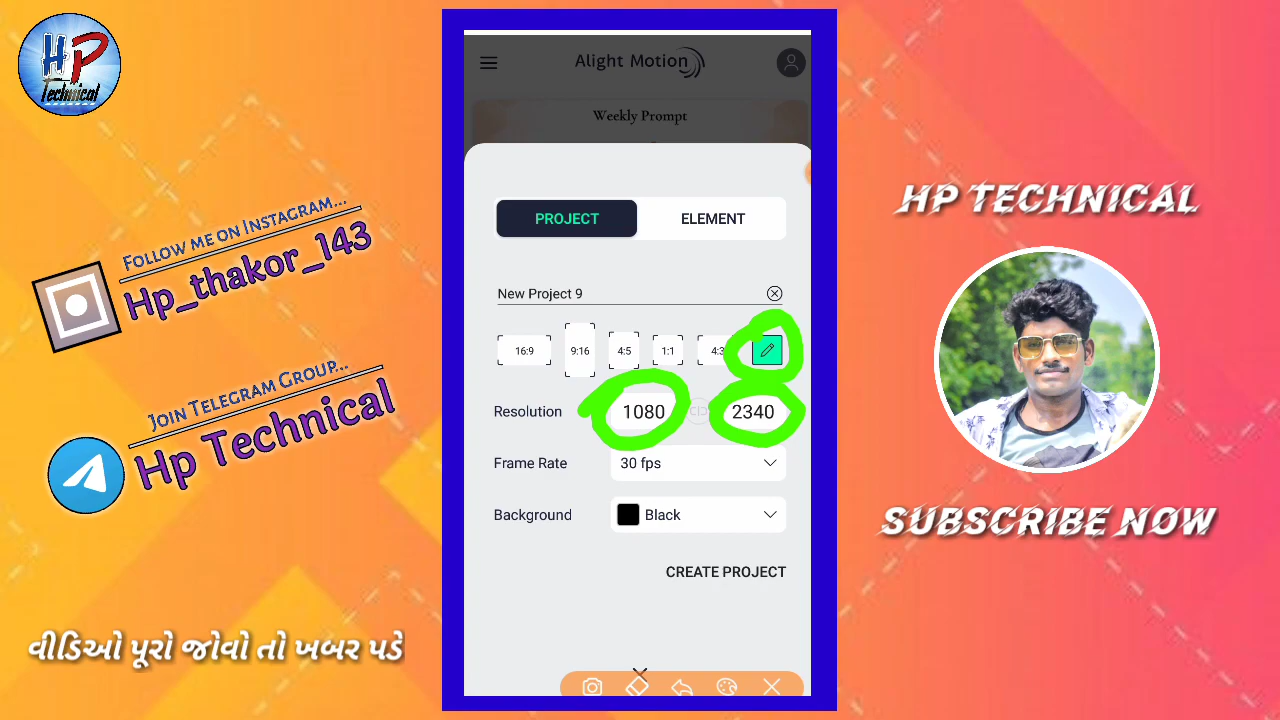 HP
Technical
Follow me on Instagram...
Hp_thakor_143
Join Telegram Group...
Hp Technical
વીડિઓ પૂરો જોવો તો ખબર પડે
Alight Motion
Weekly Prompt
PROJECT ELEMENT
New Project 9
16:9 9:16 4:5 1:1 4:3
Resolution 1080 2340
Frame Rate 30 fps
Background Black
CREATE PROJECT
HP TECHNICAL
SUBSCRIBE NOW